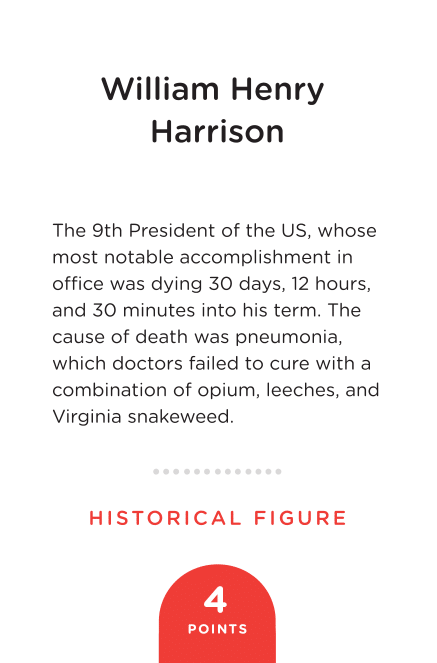 William Henry
Harrison
The 9th President of the US, whose
most notable accomplishment in
office was dying 30 days, 12 hours,
and 30 minutes into his term. The
cause of death was pneumonia,
which doctors failed to cure with a
combination of opium, leeches, and
Virginia snakeweed.
HISTORICAL FIGURE
4
POINTS